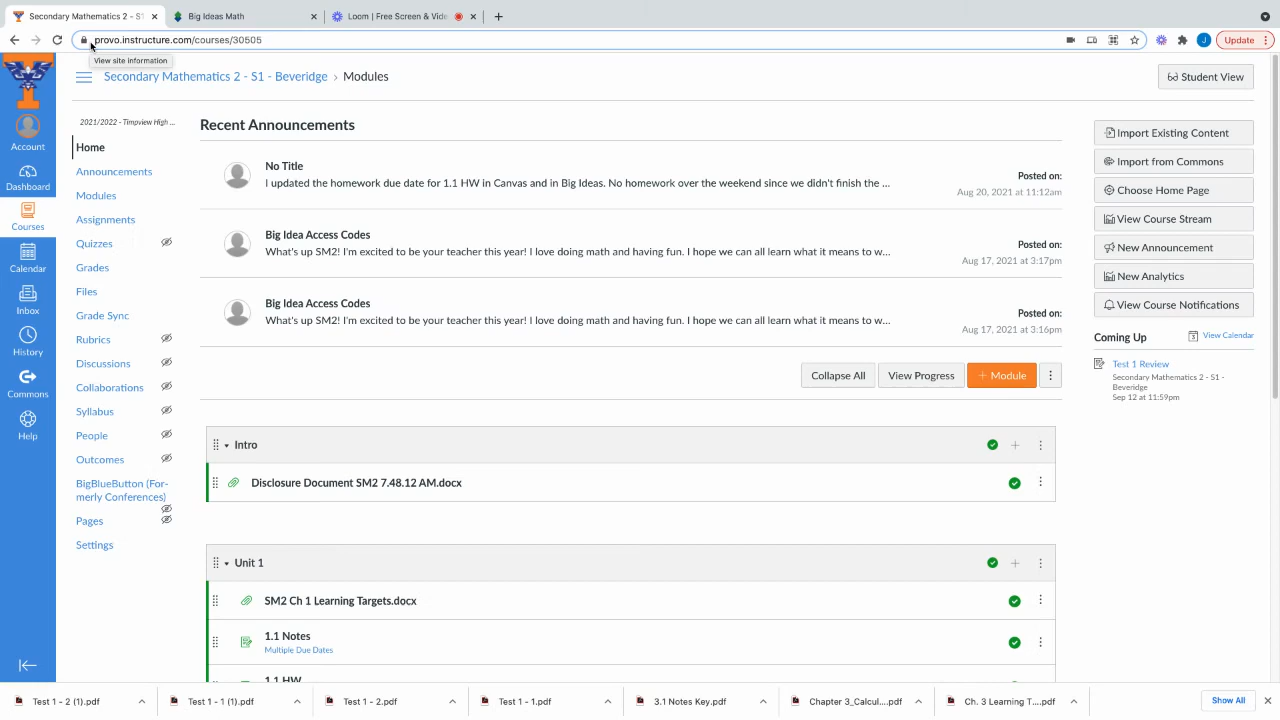 Secondary Mathematics 2 - S1
Big Ideas Math
Loom | Free Screen & Vide
provo.instructure.com/courses/30505
J
Update
View site information
Secondary Mathematics 2 - S1 - Beveridge › Modules
Student View
Account
Dashboard
Courses
Calendar
Inbox
History
Commons
Help
2021/2022 - Timpview High ...
Home
Announcements
Modules
Assignments
Quizzes
Grades
Files
Grade Sync
Rubrics
Discussions
Collaborations
Syllabus
People
Outcomes
BigBlueButton (For-
merly Conferences)
Pages
Settings
Recent Announcements
No Title
I updated the homework due date for 1.1 HW in Canvas and in Big Ideas. No homework over the weekend since we didn't finish the ...
Posted on:
Aug 20, 2021 at 11:12am
Big Idea Access Codes
What's up SM2! I'm excited to be your teacher this year! I love doing math and having fun. I hope we can all learn what it means to w...
Posted on:
Aug 17, 2021 at 3:17pm
Big Idea Access Codes
What's up SM2! I'm excited to be your teacher this year! I love doing math and having fun. I hope we can all learn what it means to w...
Posted on:
Aug 17, 2021 at 3:16pm
Collapse All
View Progress
+ Module
Intro
Disclosure Document SM2 7.48.12 AM.docx
Unit 1
SM2 Ch 1 Learning Targets.docx
1.1 Notes
Multiple Due Dates
1.1 HW
Import Existing Content
Import from Commons
Choose Home Page
View Course Stream
New Announcement
New Analytics
View Course Notifications
Coming Up
View Calendar
Test 1 Review
Secondary Mathematics 2 - S1 -
Beveridge
Sep 12 at 11:59pm
Test 1 - 2 (1).pdf
Test 1 - 1 (1).pdf
Test 1 - 2.pdf
Test 1 - 1.pdf
3.1 Notes Key.pdf
Chapter 3_Calcul....pdf
Ch. 3 Learning T....pdf
Show All